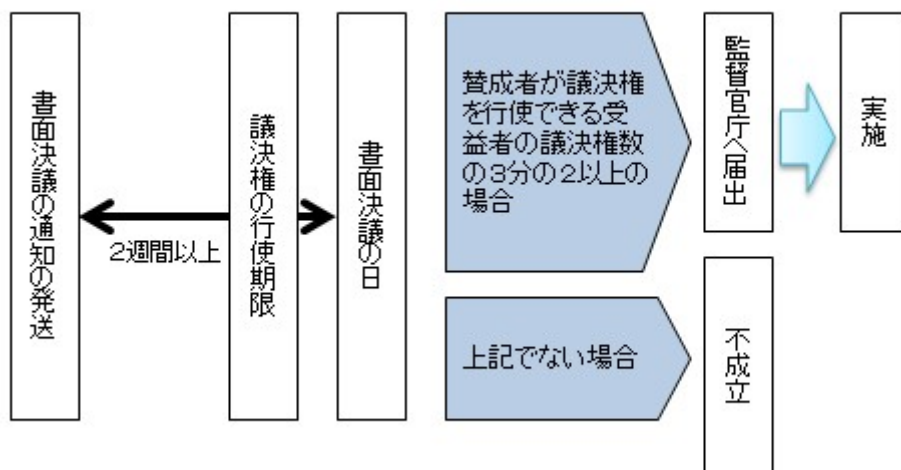 書面決議の通知の発送
2週間以上
議決権の行使期限
書面決議の日
賛成者が議決権
を行使できる受
益者の議決権数
の3分の2以上の
場合
監督官庁へ届出
実施
上記でない場合
不成立